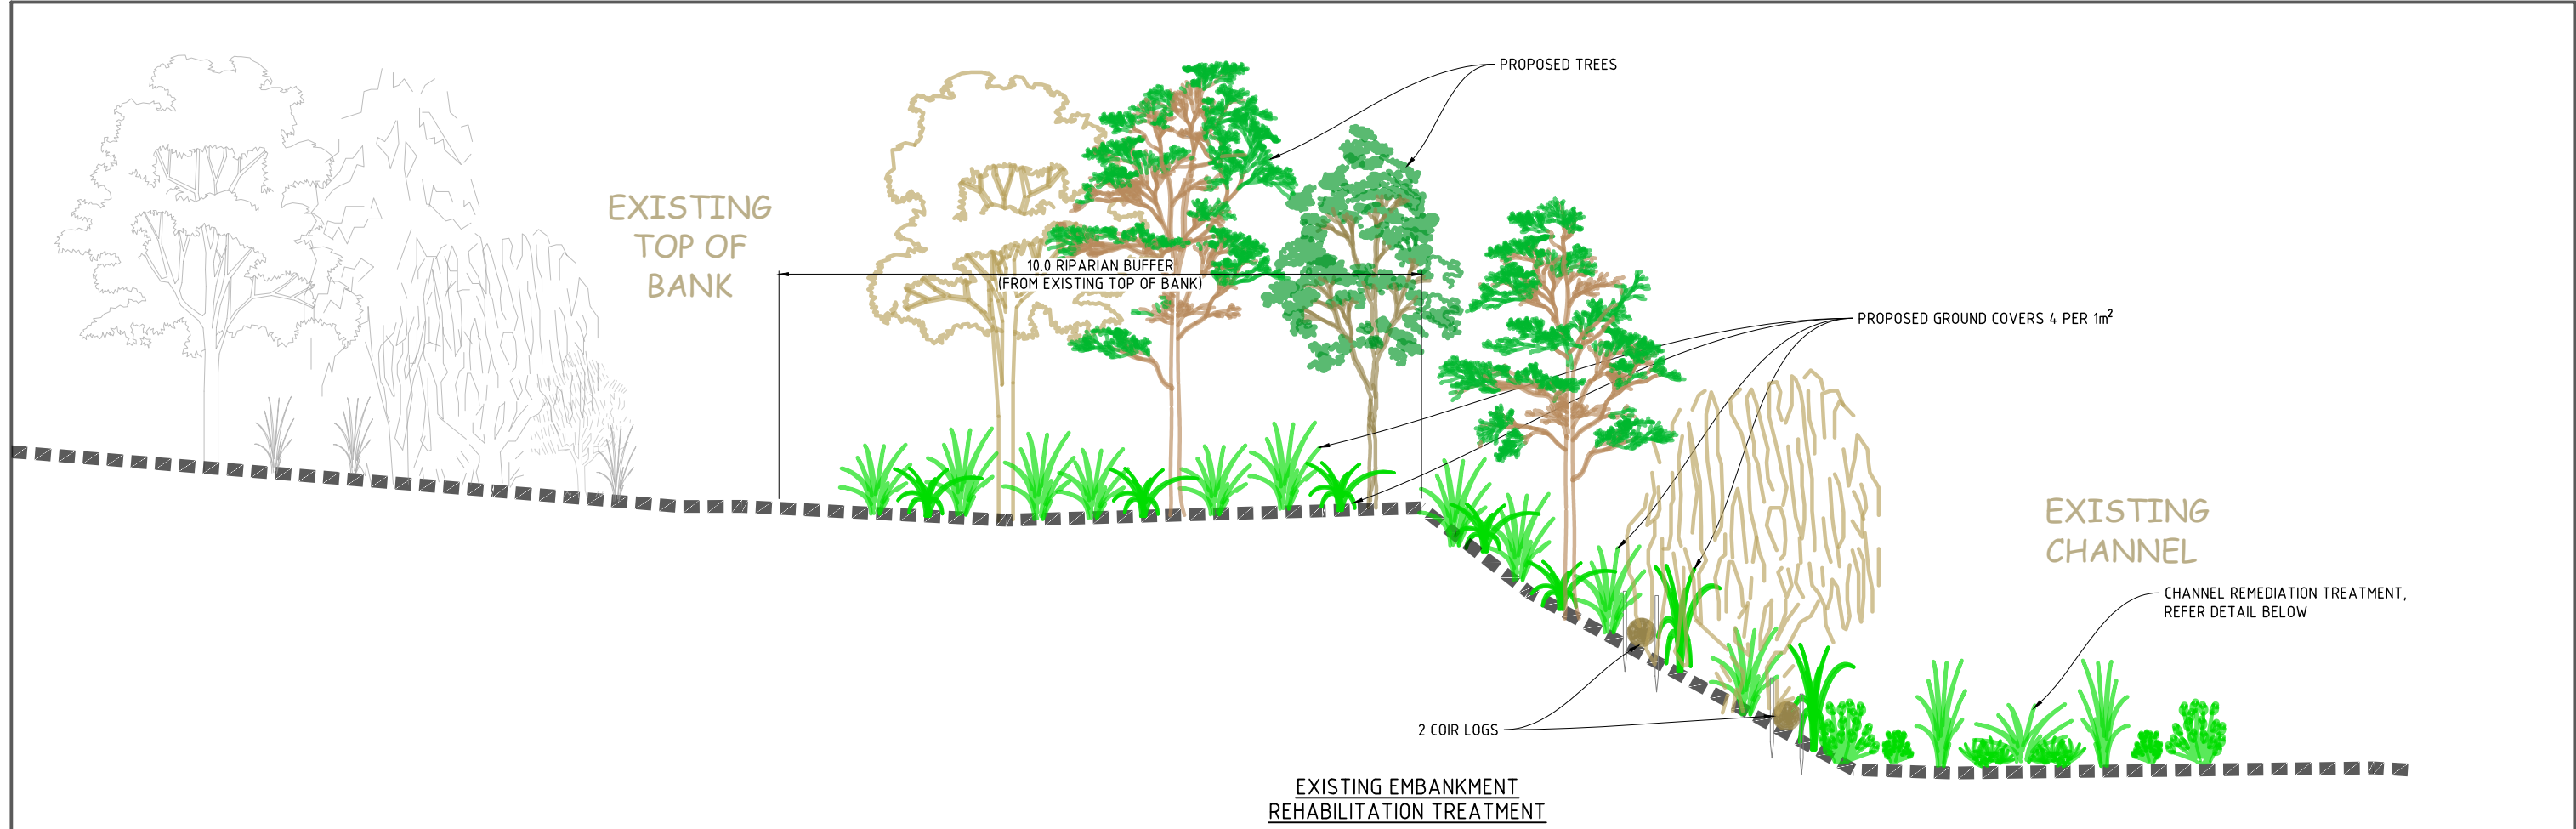 PROPOSED TREES
EXISTING
TOP OF
BANK
10.0 RIPARIAN BUFFER
(FROM EXISTING TOP OF BANK)
PROPOSED GROUND COVERS 4 PER 1m²
EXISTING
CHANNEL
CHANNEL REMEDIATION TREATMENT,
REFER DETAIL BELOW
2 COIR LOGS
EXISTING EMBANKMENT
REHABILITATION TREATMENT